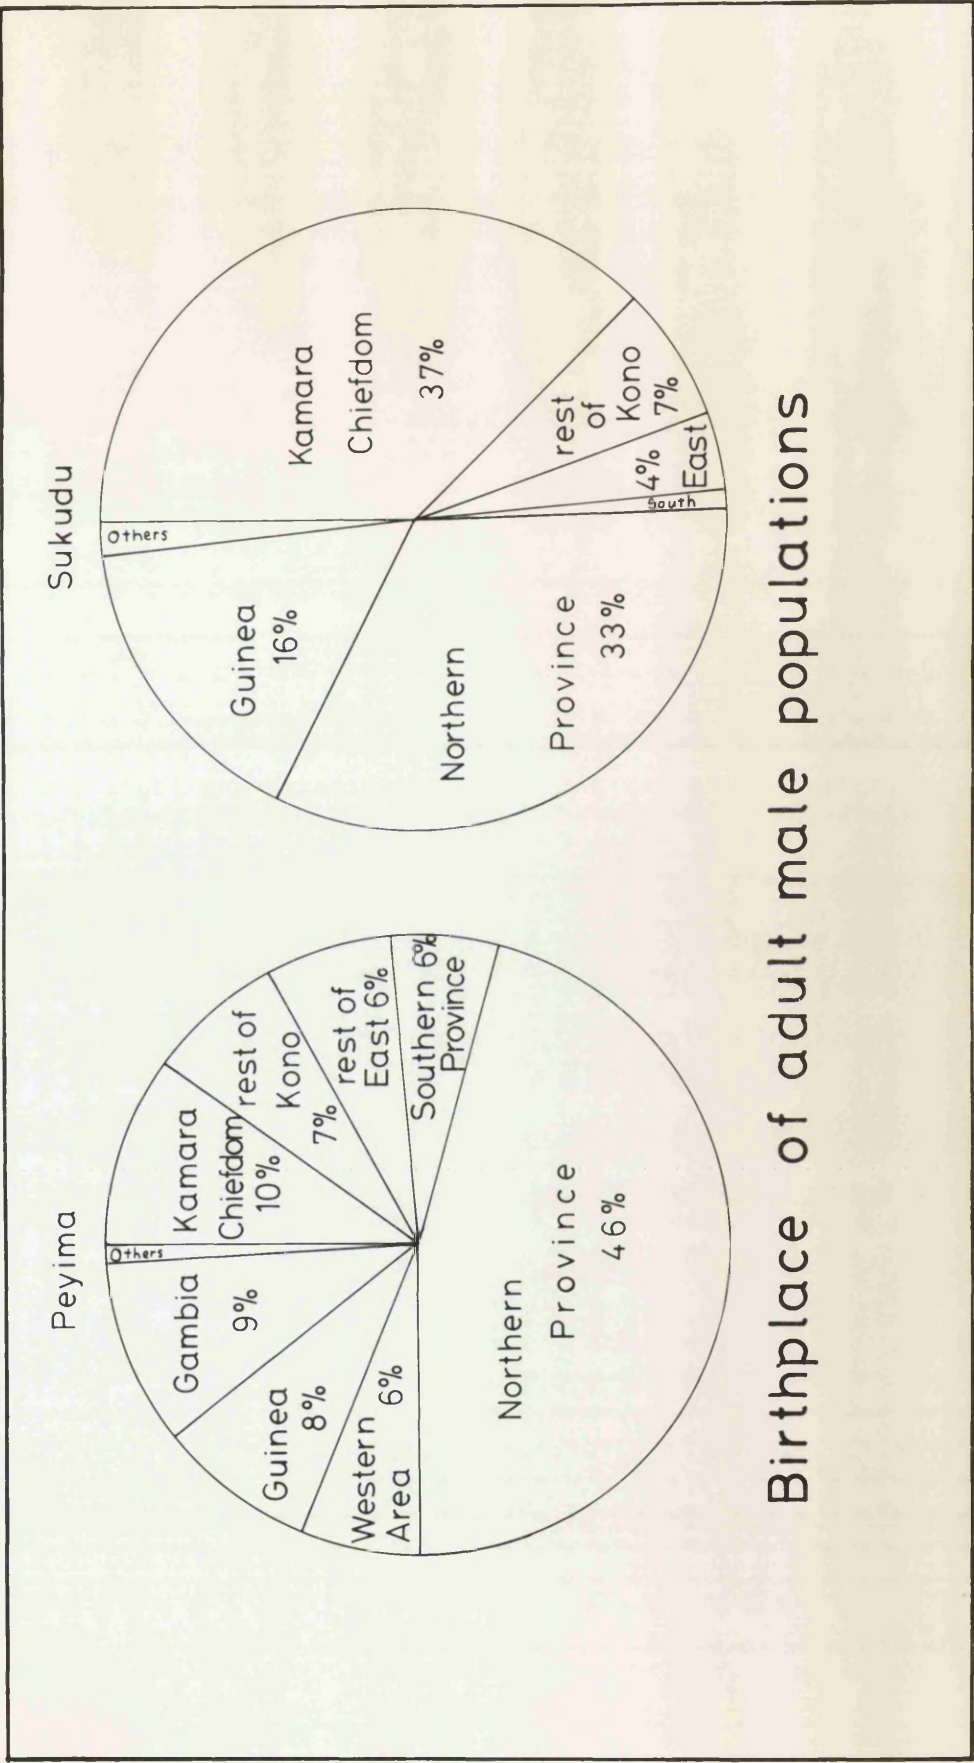 Peyima
Others
Kamara
Chiefdom
10%
rest of
Kono
7%
rest of
East 6%
Southern 6%
Province
Northern
Province
46%
Western
Area 6%
Guinea
8%
Gambia
9%
Sukudu
Others
Kamara
Chiefdom
37%
rest
of
Kono
7%
4%
East
South
Northern
Province
33%
Guinea
16%
Birthplace of adult male populations